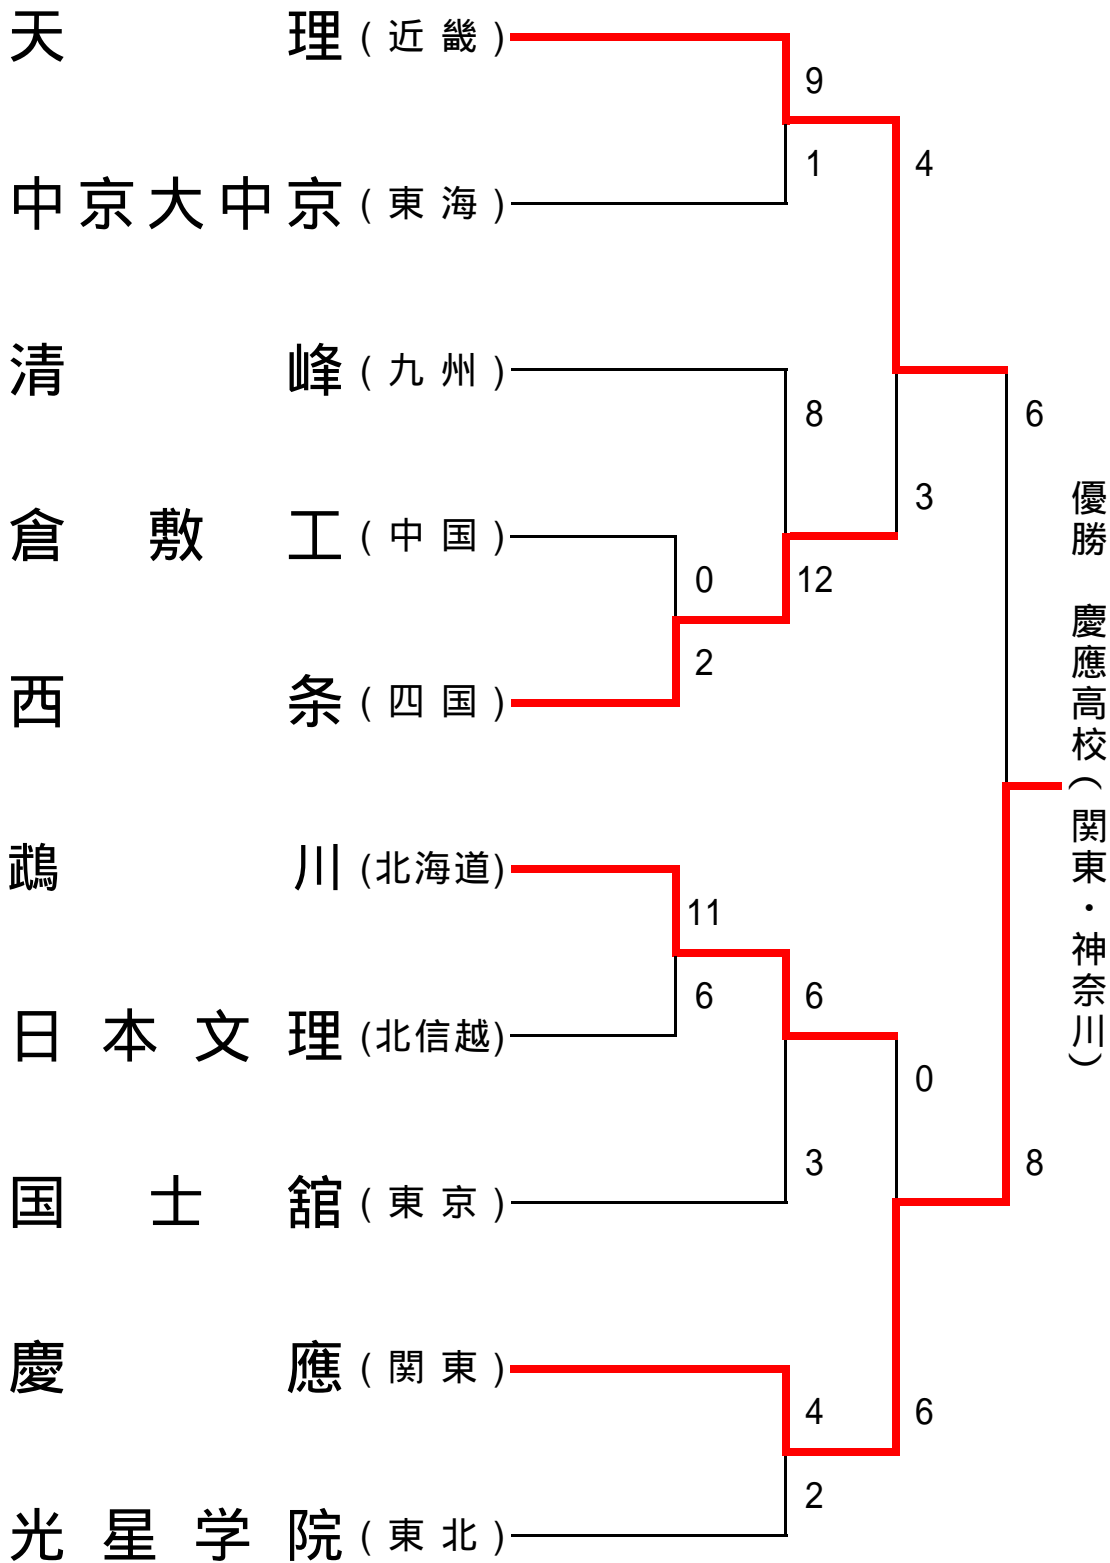 天理(近畿)
9
1
4
中京大中京(東海)
清峰(九州)
8
6
3
倉敷工(中国)
0
12
2
西条(四国)
優勝 慶應高校(関東・神奈川)
鵡川(北海道)
11
6
6
日本文理(北信越)
0
3
8
国士舘(東京)
慶應(関東)
4
6
2
光星学院(東北)